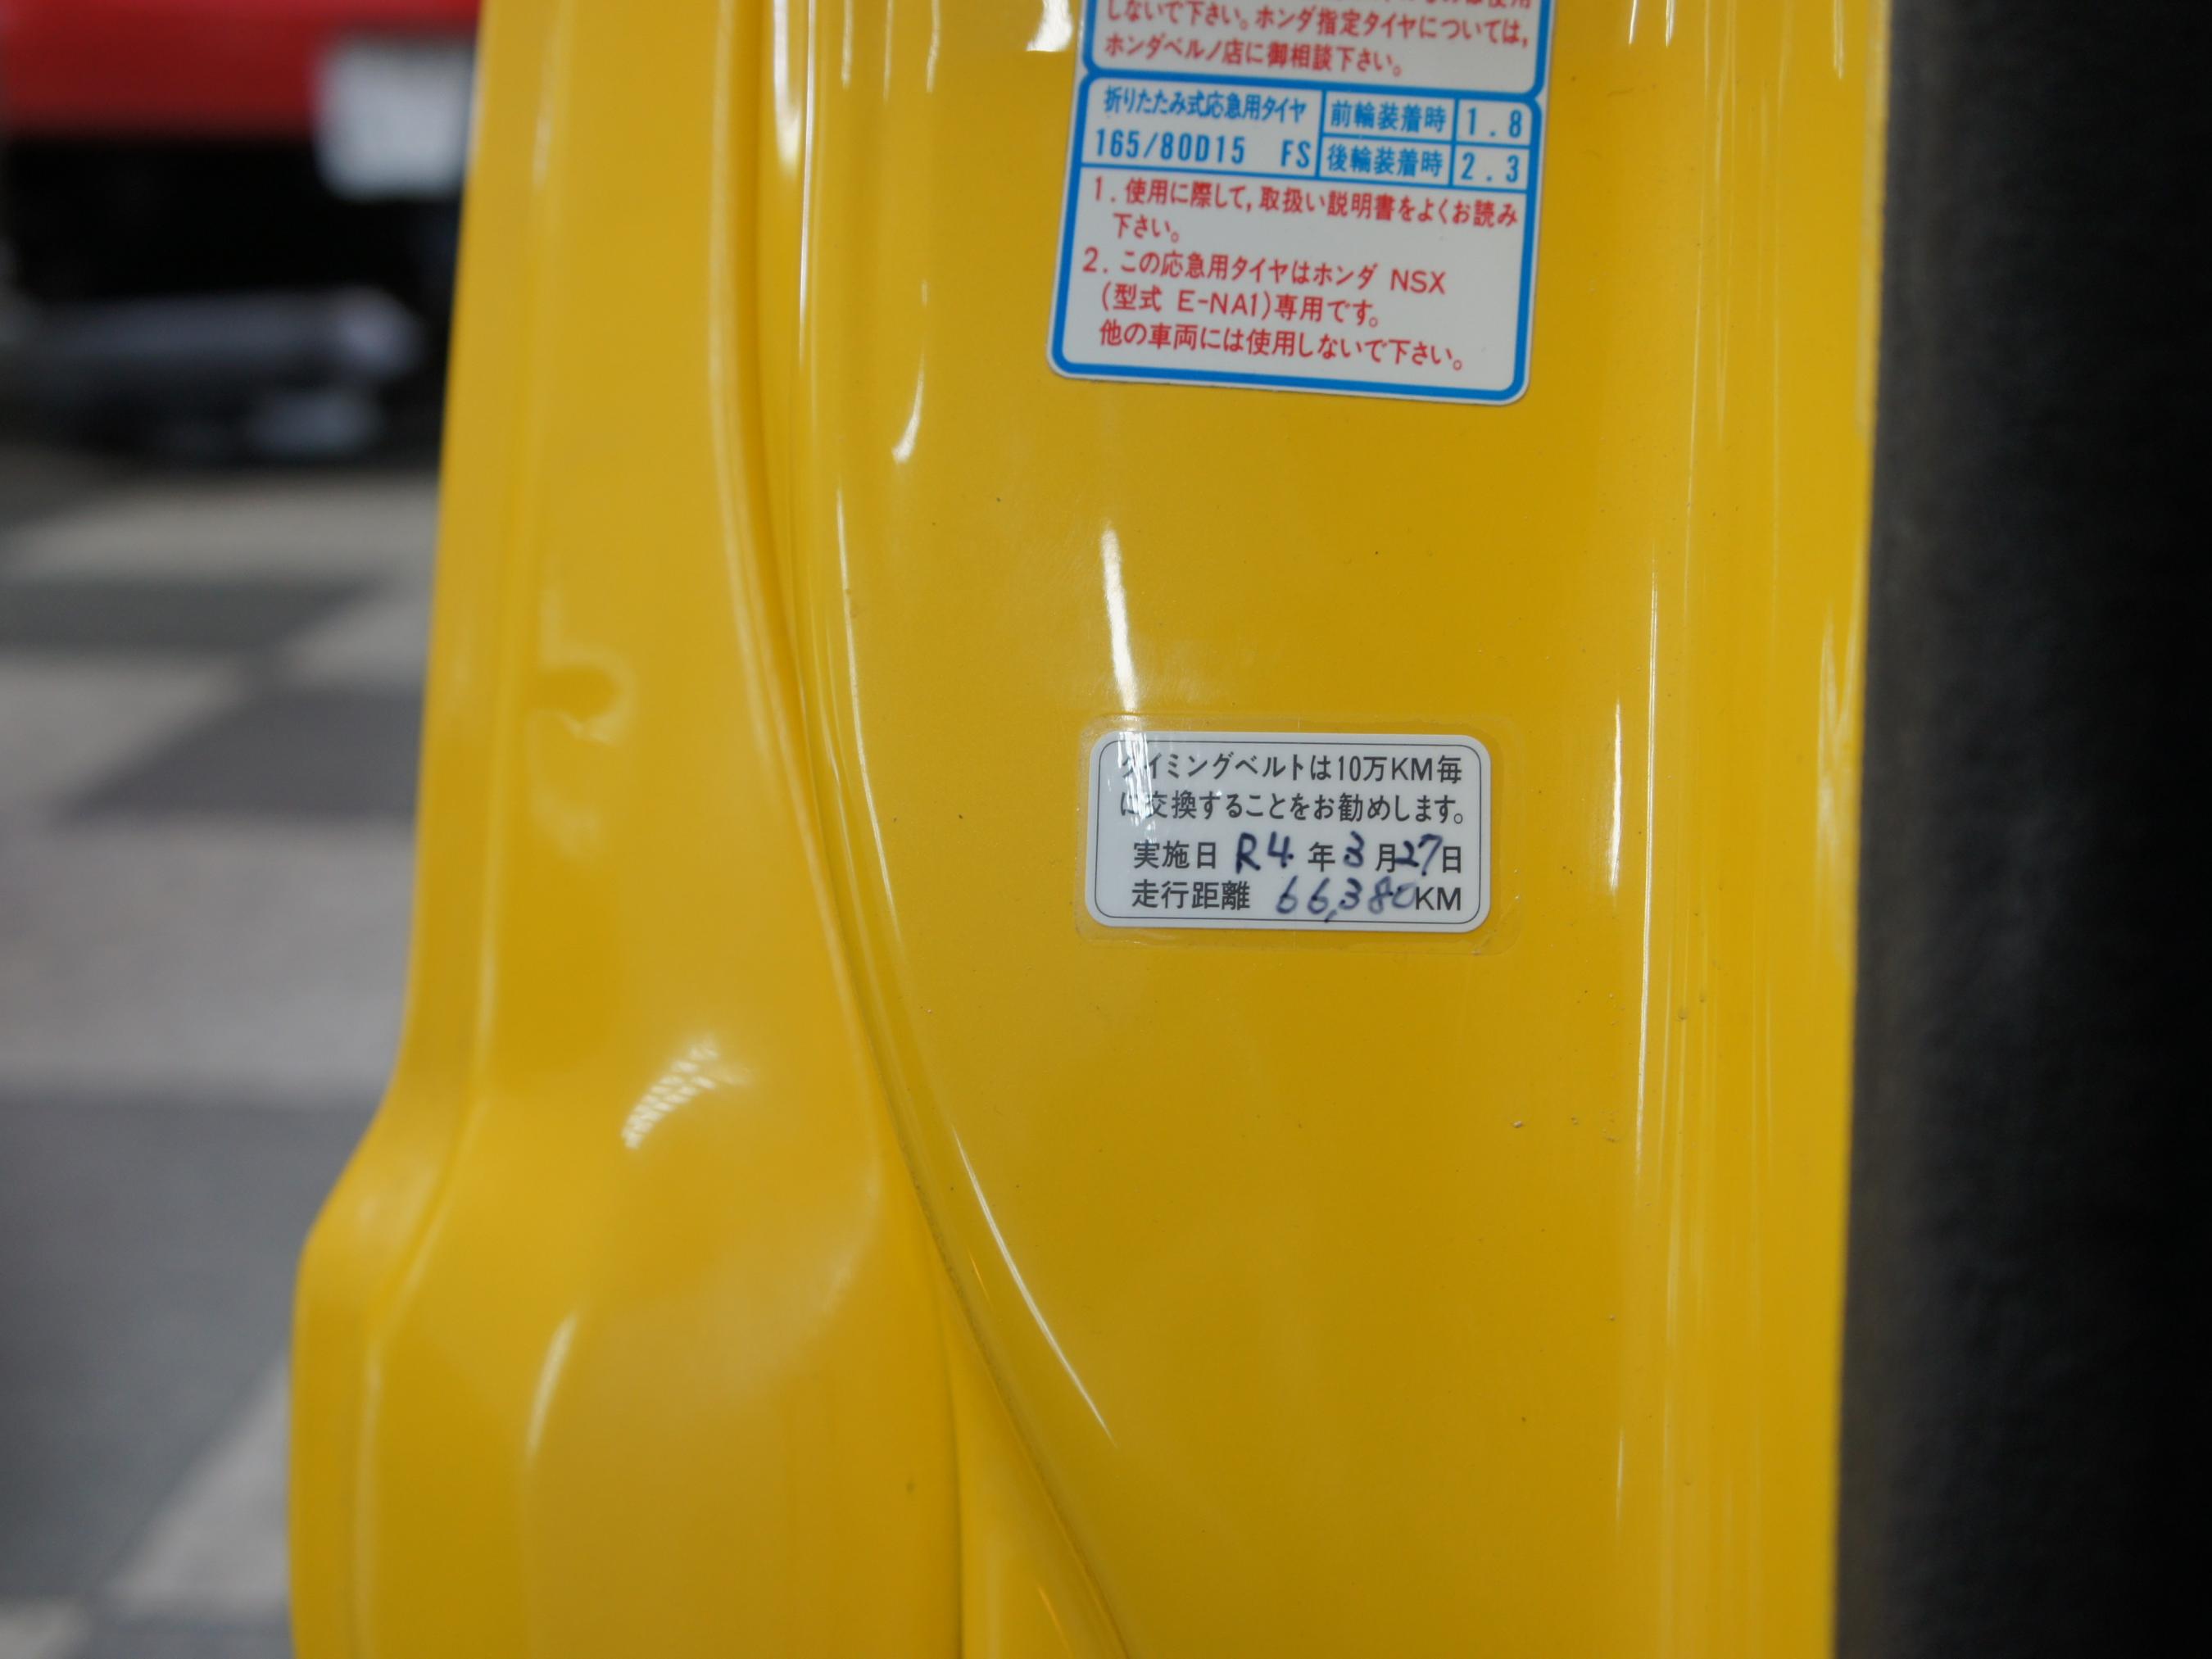 しないで下さい。ホンダ指定タイヤについては,
ホンダベルノ店に御相談下さい。
折りたたみ式応急用タイヤ 前輪装着時 1.8
165/80D15 FS 後輪装着時 2.3
1. 使用に際して,取扱い説明書をよくお読み
下さい。
2. この応急用タイヤはホンダ NSX
(型式 E-NA1)専用です。
他の車両には使用しないで下さい。
タイミングベルトは10万KM毎
に交換することをお勧めします。
実施日 R4 年 3 月 27 日
走行距離 66,380KM